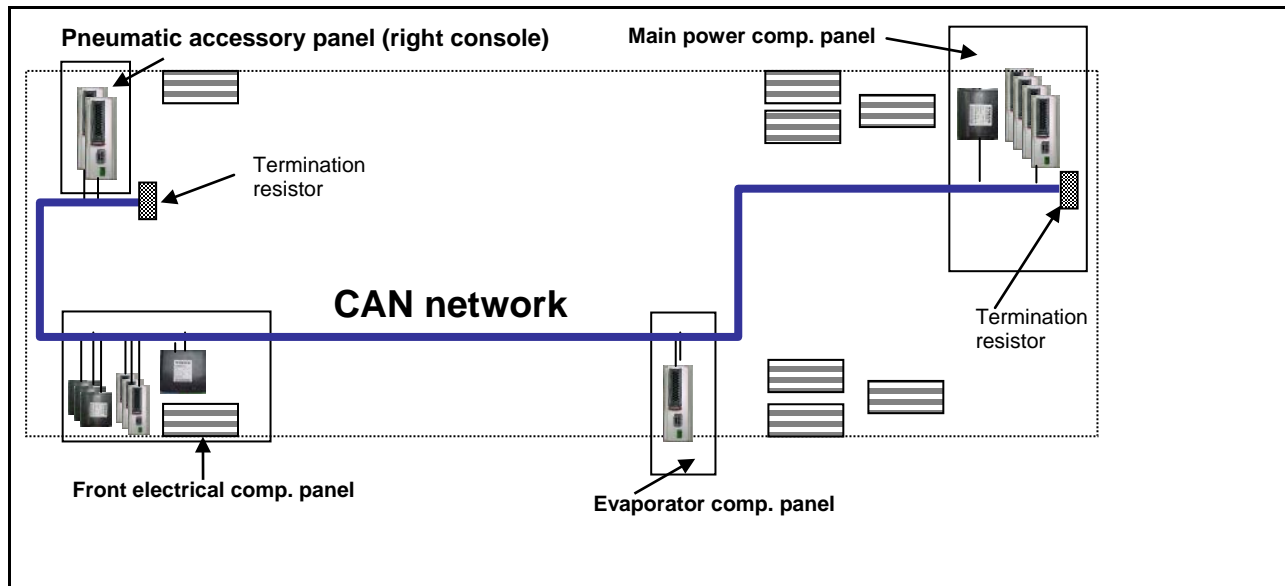 Pneumatic accessory panel (right console)
Main power comp. panel
Termination
resistor
CAN network
Termination
resistor
Front electrical comp. panel
Evaporator comp. panel